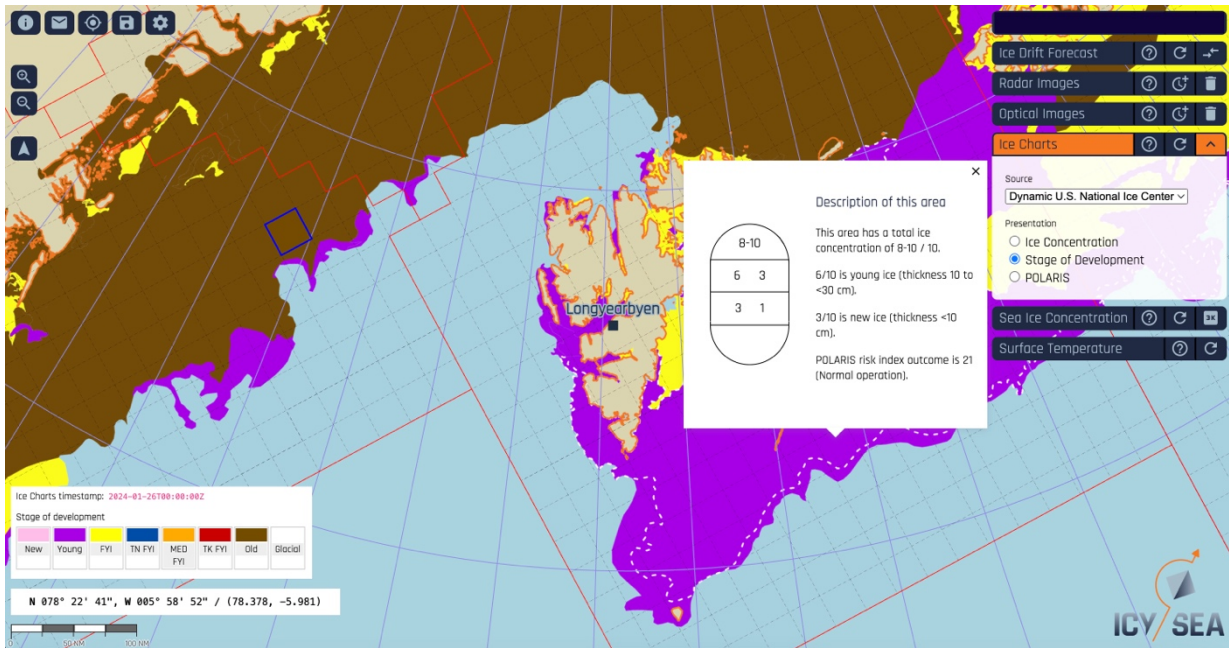 Ice Drift Forecast
Radar Images
Optical Images
Ice Charts
Source
Dynamic U.S. National Ice Center
Presentation
Ice Concentration
Stage of Development
POLARIS
Sea Ice Concentration
3X
Surface Temperature
Longyearbyen
Description of this area
This area has a total ice
concentration of 8-10 / 10.
6/10 is young ice (thickness 10 to
<30 cm).
3/10 is new ice (thickness <10
cm).
POLARIS risk index outcome is 21
(Normal operation).
8-10
6 3
3 1
Ice Charts timestamp: 2024-01-26T00:00:00Z
Stage of development
New Young FYI TN FYI MED FYI TK FYI Old Glacial
N 078° 22' 41", W 005° 58' 52" / (78.378, -5.981)
0 50 NM 100 NM
ICY SEA